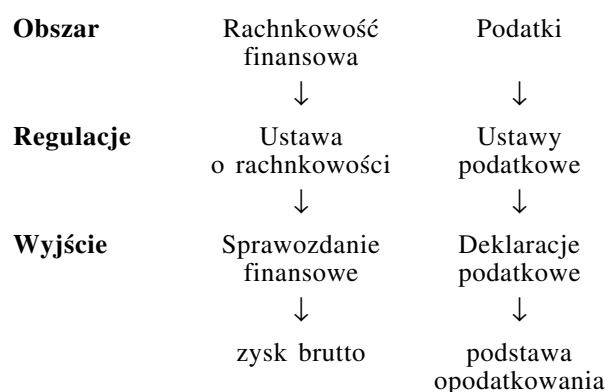 Obszar Rachnkowość Podatki
finansowa
↓ ↓
Regulacje Ustawa Ustawy
o rachnkowości podatkowe
↓ ↓
Wyjście Sprawozdanie Deklaracje
finansowe podatkowe
↓ ↓
zysk brutto podstawa
opodatkowania